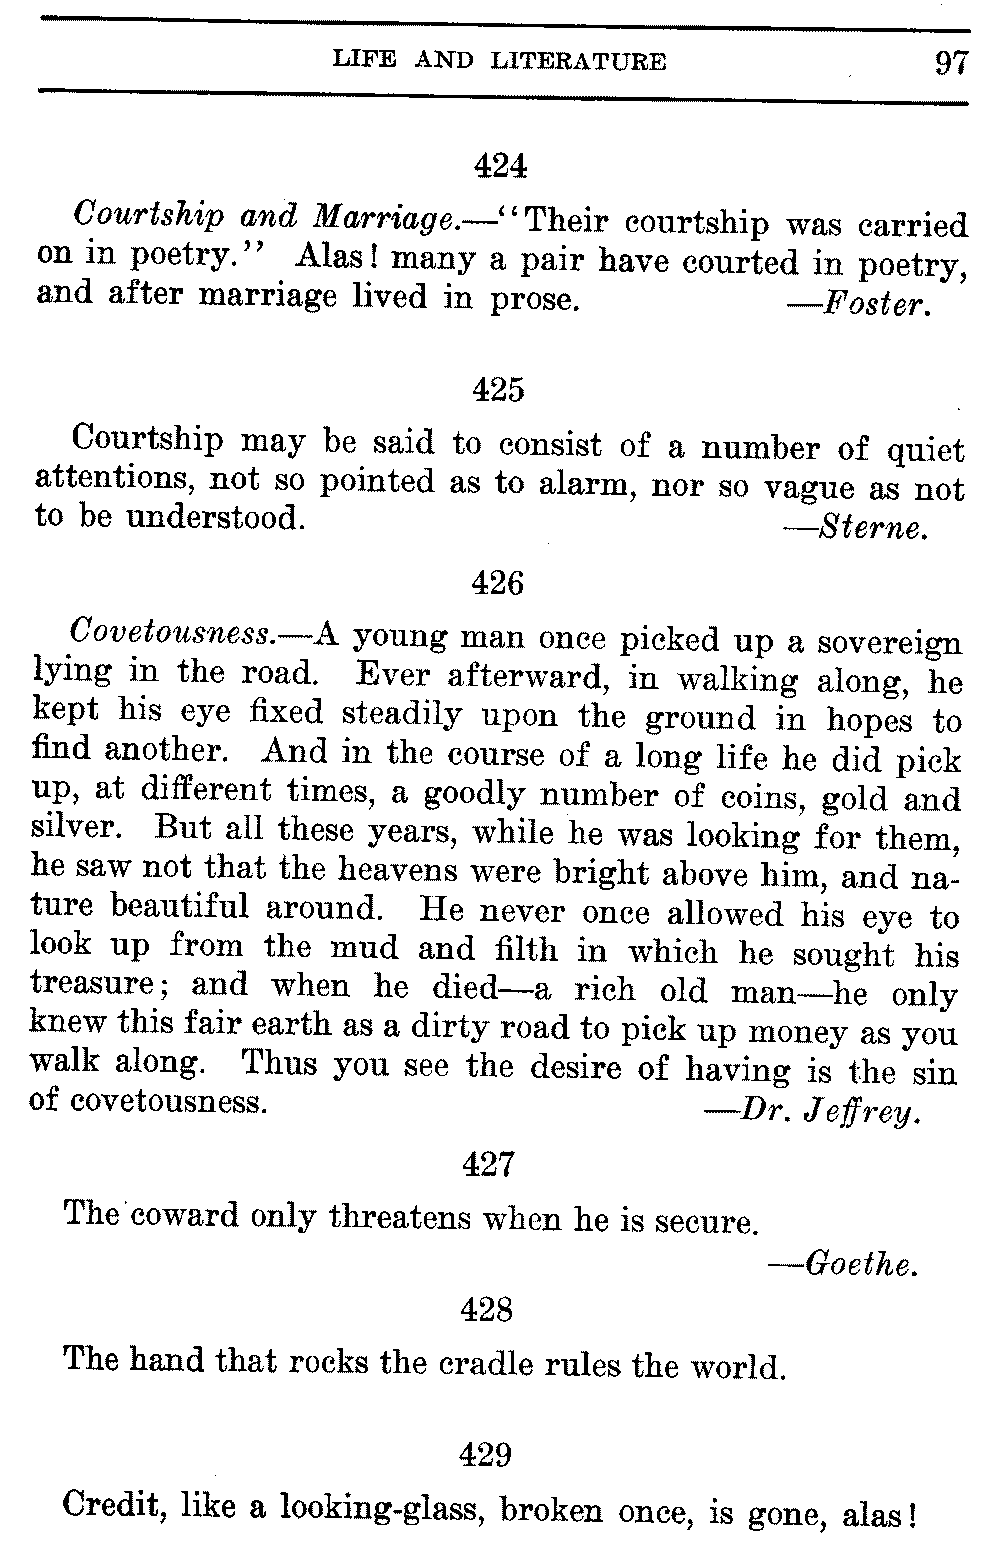 LIFE AND LITERATURE 97
424
Courtship and Marriage.—"Their courtship was carried
on in poetry." Alas! many a pair have courted in poetry,
and after marriage lived in prose. —Foster.
425
Courtship may be said to consist of a number of quiet
attentions, not so pointed as to alarm, nor so vague as not
to be understood. —Sterne.
426
Covetousness.—A young man once picked up a sovereign
lying in the road. Ever afterward, in walking along, he
kept his eye fixed steadily upon the ground in hopes to
find another. And in the course of a long life he did pick
up, at different times, a goodly number of coins, gold and
silver. But all these years, while he was looking for them,
he saw not that the heavens were bright above him, and na-
ture beautiful around. He never once allowed his eye to
look up from the mud and filth in which he sought his
treasure; and when he died—a rich old man—he only
knew this fair earth as a dirty road to pick up money as you
walk along. Thus you see the desire of having is the sin
of covetousness. —Dr. Jeffrey.
427
The coward only threatens when he is secure.
—Goethe.
428
The hand that rocks the cradle rules the world.
429
Credit, like a looking-glass, broken once, is gone, alas!